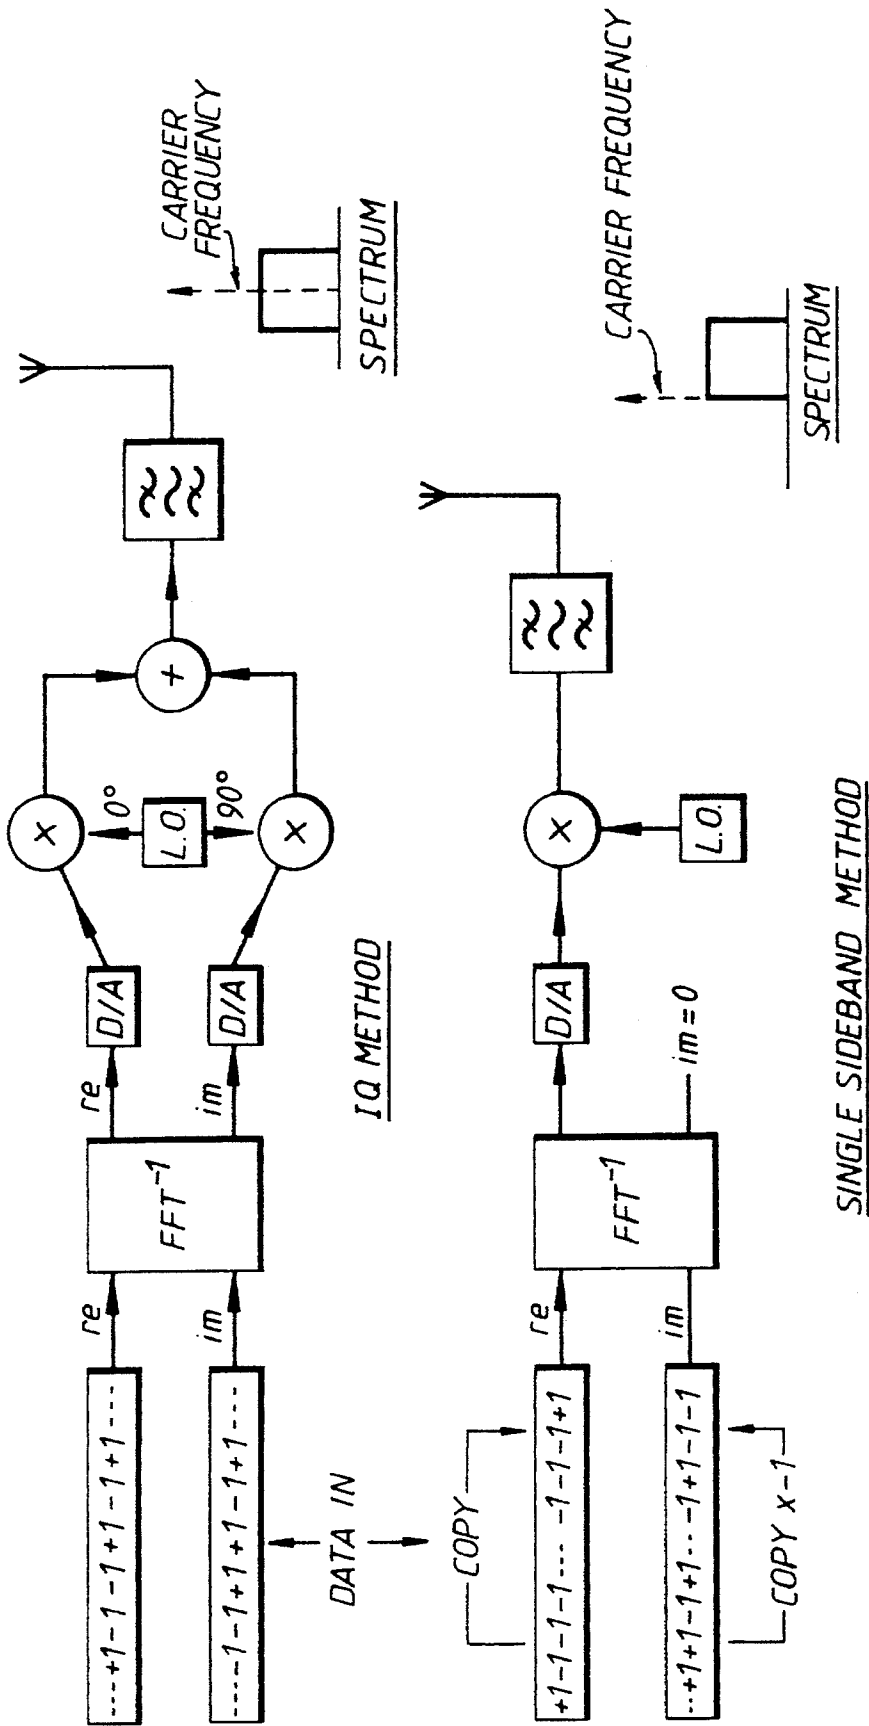 ----+1-1-1+1-1+1----
re
FFT⁻¹
re
D/A
×
0°
L.O.
90°
+
-----1-1+1+1-1+1----
im
im
D/A
×
CARRIER
FREQUENCY
SPECTRUM
IQ METHOD
DATA IN
COPY
+1-1-1-1--- -1-1-1+1
re
FFT⁻¹
D/A
×
L.O.
--+1+1-1+1---1+1-1-1
im
im=0
COPY x-1
CARRIER FREQUENCY
SPECTRUM
SINGLE SIDEBAND METHOD